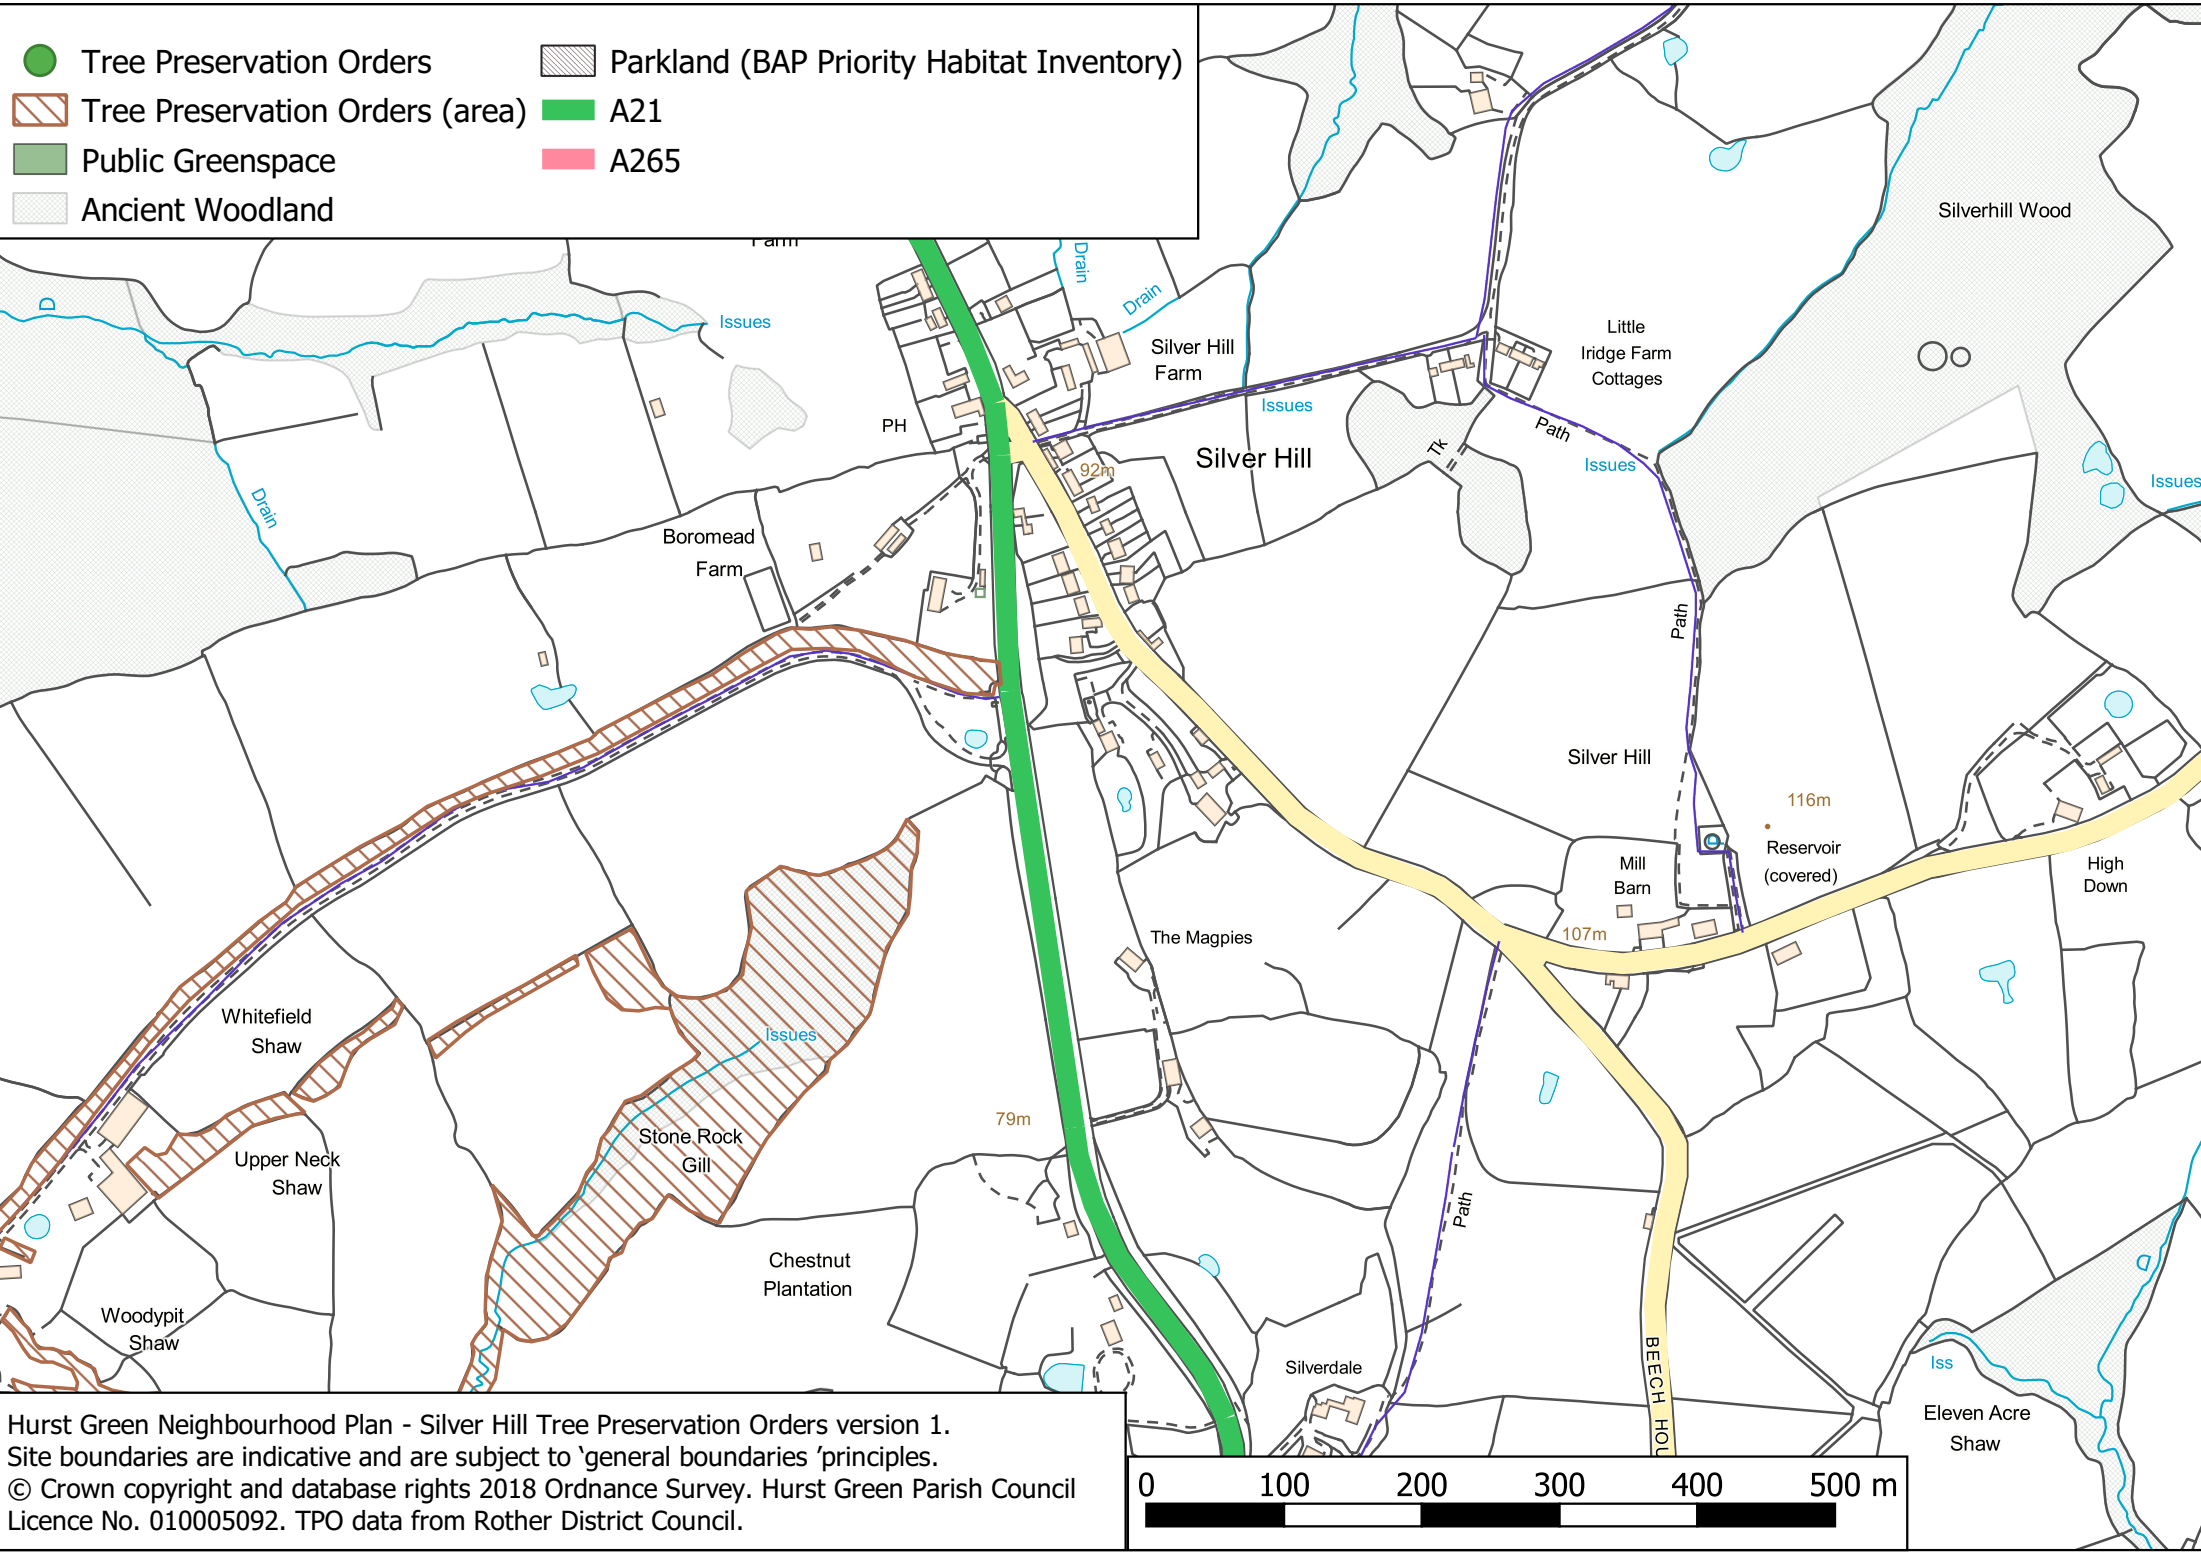 Tree Preservation Orders
Parkland (BAP Priority Habitat Inventory)
Tree Preservation Orders (area)
A21
Public Greenspace
A265
Ancient Woodland
Silverhill Wood
Farm
Drain
Drain
D
Issues
Silver Hill
Farm
Little
Iridge Farm
Cottages
Issues
PH
Path
Tk
Silver Hill
92m
Issues
Issues
Drain
Boromead
Farm
Path
Silver Hill
116m
Reservoir
(covered)
Mill
Barn
High
Down
The Magpies
107m
Whitefield
Shaw
Issues
79m
Stone Rock
Gill
Upper Neck
Shaw
Path
Chestnut
Plantation
D
Woodypit
Shaw
Silverdale
Iss
BEECH HOU
Eleven Acre
Shaw
Hurst Green Neighbourhood Plan - Silver Hill Tree Preservation Orders version 1.
Site boundaries are indicative and are subject to ‘general boundaries ’principles.
© Crown copyright and database rights 2018 Ordnance Survey. Hurst Green Parish Council
Licence No. 010005092. TPO data from Rother District Council.
0 100 200 300 400 500 m